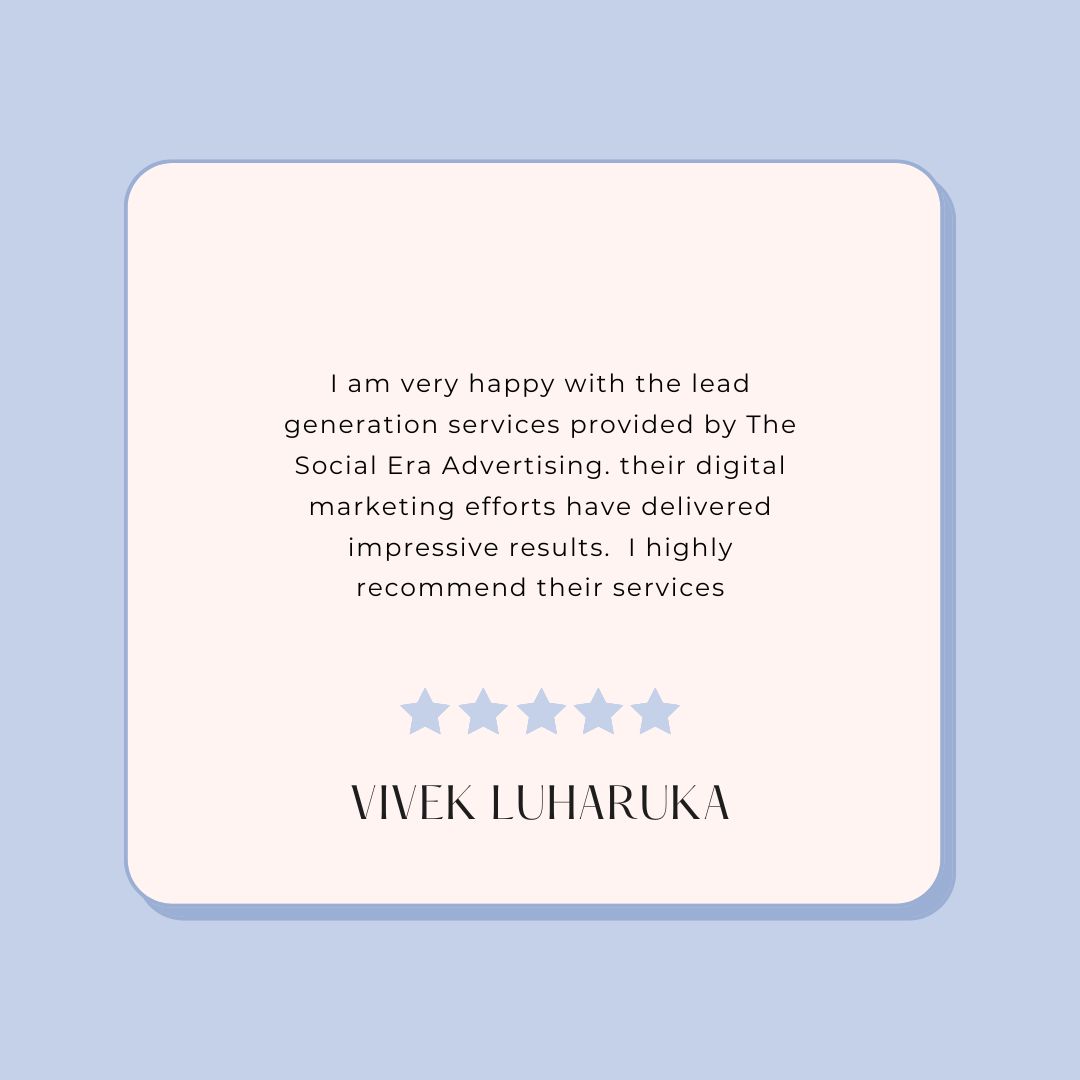 I am very happy with the lead
generation services provided by The
Social Era Advertising. their digital
marketing efforts have delivered
impressive results.  I highly
recommend their services
VIVEK LUHARUKA